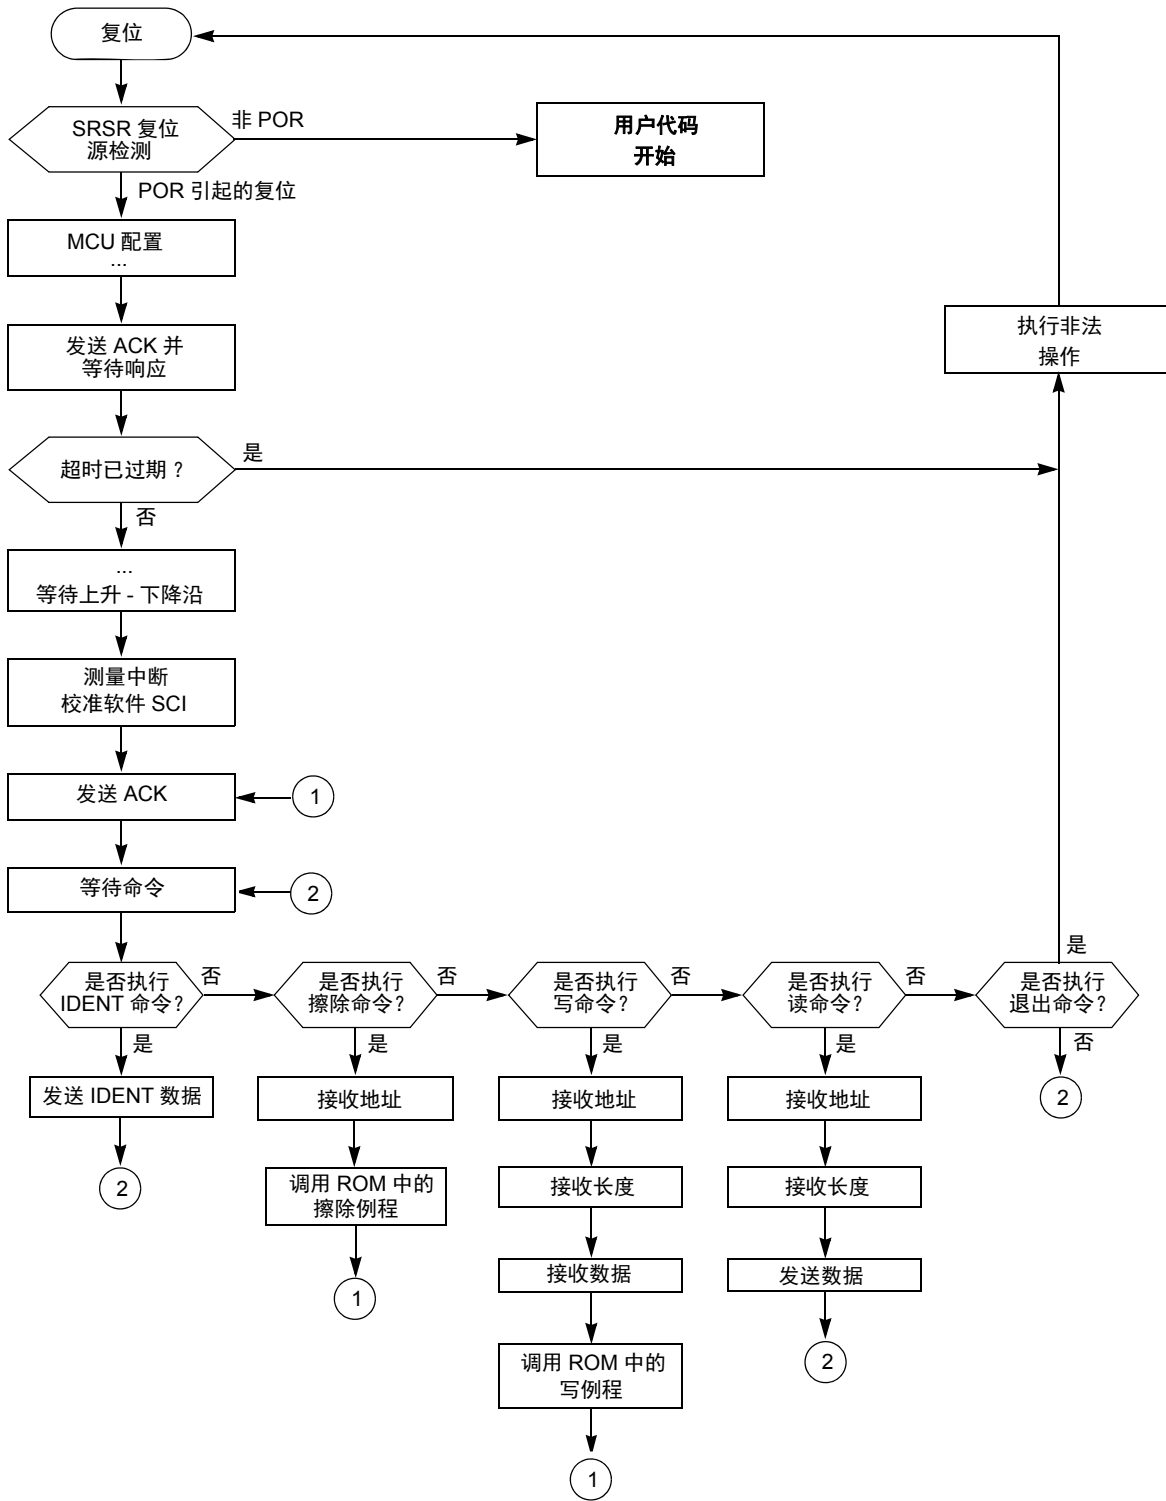 复位
SRSR 复位
源检测
非 POR
用户代码
开始
POR 引起的复位
MCU 配置
...
发送 ACK 并
等待响应
执行非法
操作
超时已过期？
是
否
...
等待上升 - 下降沿
测量中断
校准软件 SCI
发送 ACK
1
等待命令
2
是
是否执行
IDENT 命令?
否
是否执行
擦除命令?
否
是否执行
写命令?
否
是否执行
读命令?
否
是否执行
退出命令?
是
是
是
是
否
发送 IDENT 数据
接收地址
接收地址
接收地址
2
2
调用 ROM 中的
擦除例程
接收长度
接收长度
1
接收数据
发送数据
调用 ROM 中的
写例程
2
1